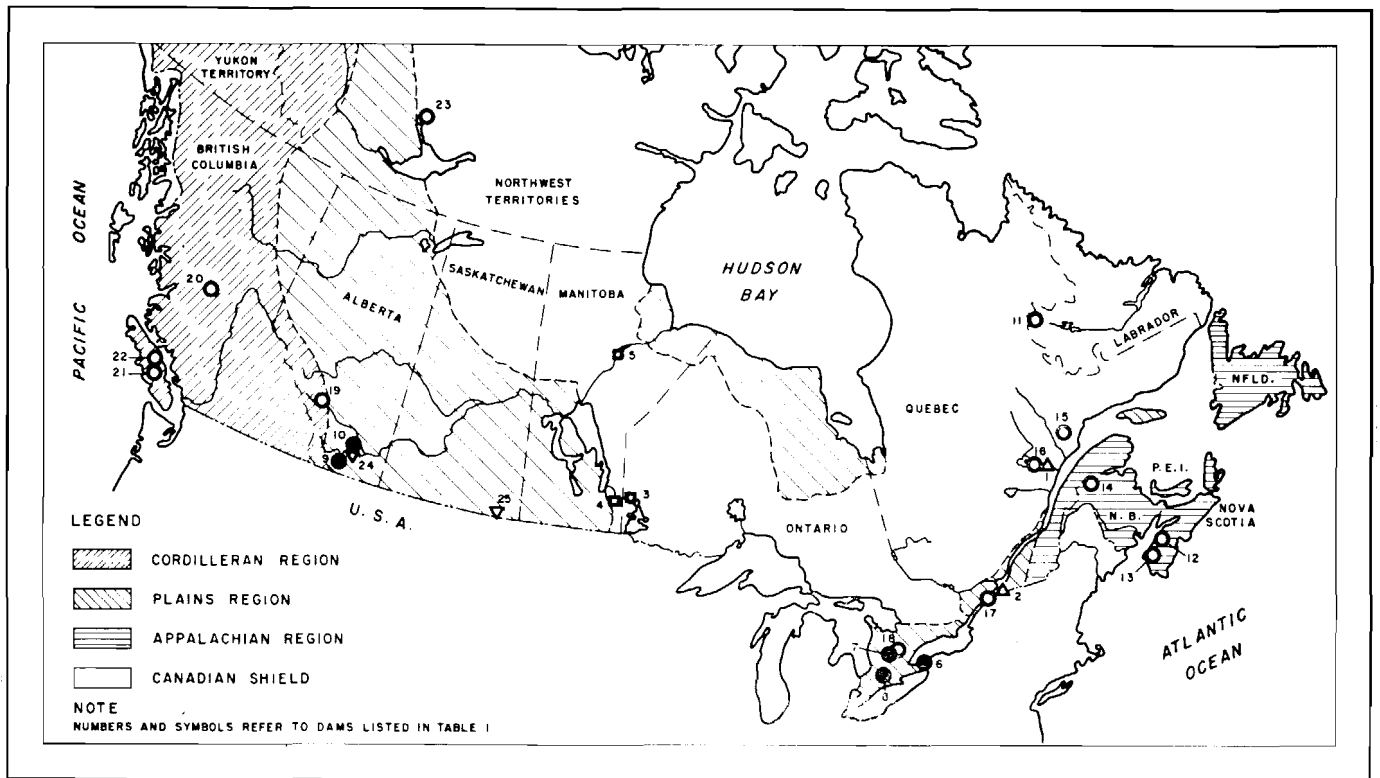 YUKON
TERRITORY
23
BRITISH
COLUMBIA
NORTHWEST
TERRITORIES
PACIFIC OCEAN
HUDSON
BAY
20
SASKATCHEWAN
MANITOBA
ALBERTA
11
LABRADOR
5
22
21
NFLD.
19
QUEBEC
15
10
9
24
16
P.E.I.
14
N.B.
NOVA
SCOTIA
25
4
3
U.S.A.
ONTARIO
12
13
2
17
18
7
6
ATLANTIC
OCEAN
LEGEND
CORDILLERAN REGION
PLAINS REGION
APPALACHIAN REGION
CANADIAN SHIELD
NOTE
NUMBERS AND SYMBOLS REFER TO DAMS LISTED IN TABLE 1